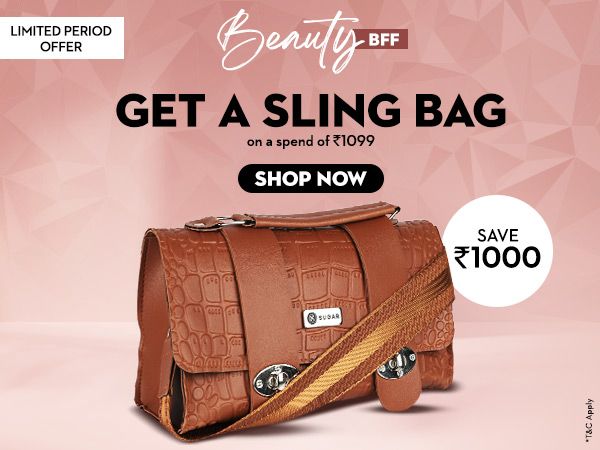 LIMITED PERIOD
OFFER
Beauty BFF
GET A SLING BAG
on a spend of ₹1099
SHOP NOW
SAVE
₹1000
SUGAR
*T&C Apply